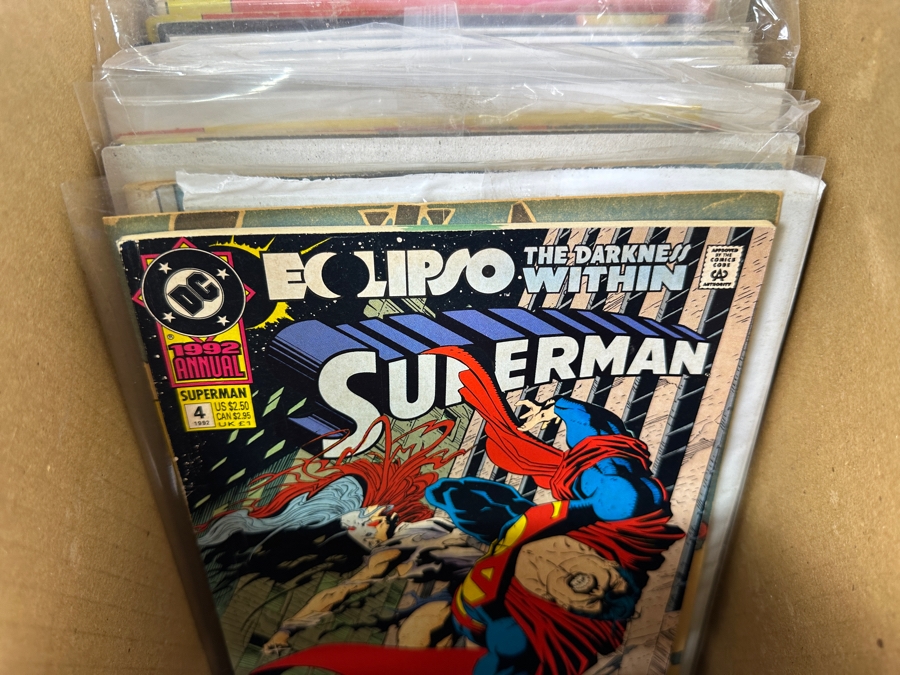 ECLIPSO THE DARKNESS WITHIN
APPROVED
BY THE
COMICS
CODE
CA
AUTHORITY
DC
®
1992
ANNUAL
SUPERMAN
4
1992
US $2.50
CAN $2.95
UK £1
SUPERMAN